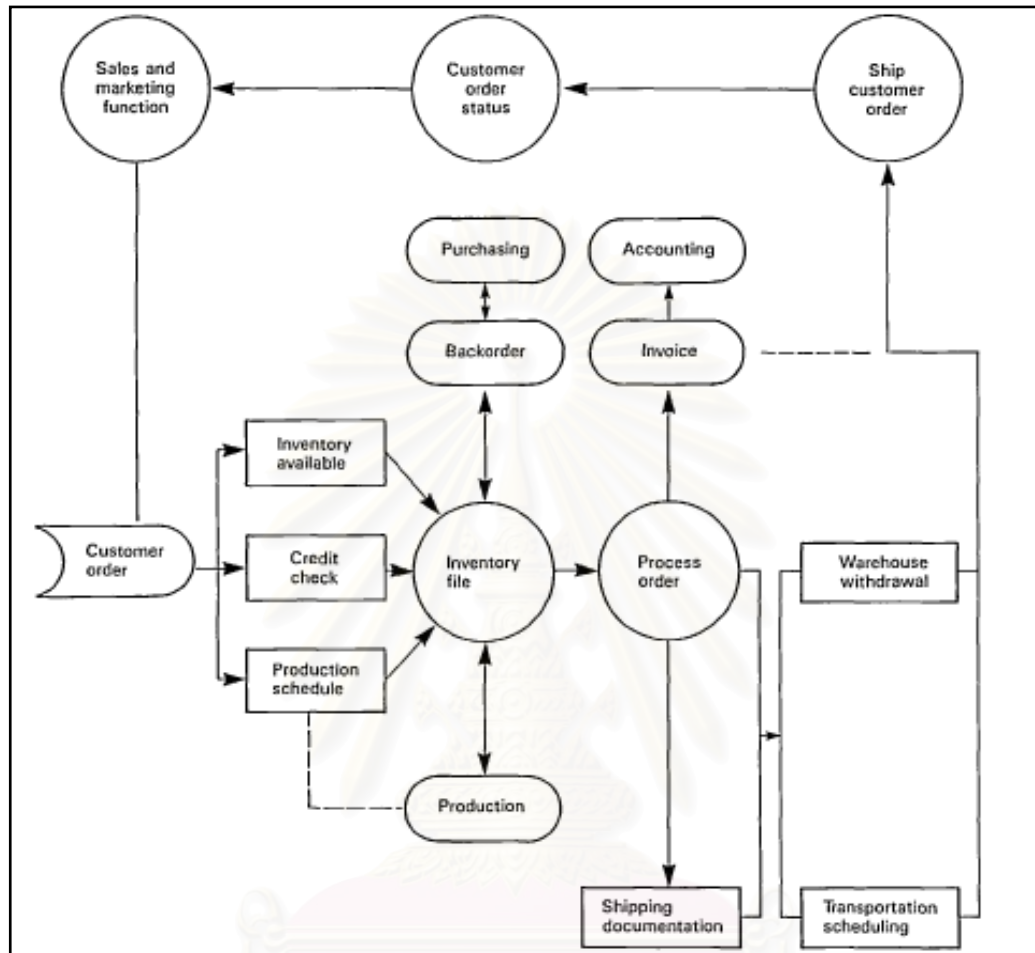 Sales and
marketing
function
Customer
order
status
Ship
customer
order
Purchasing
Accounting
Backorder
Invoice
Inventory
available
Customer
order
Credit
check
Inventory
file
Process
order
Warehouse
withdrawal
Production
schedule
Production
Shipping
documentation
Transportation
scheduling